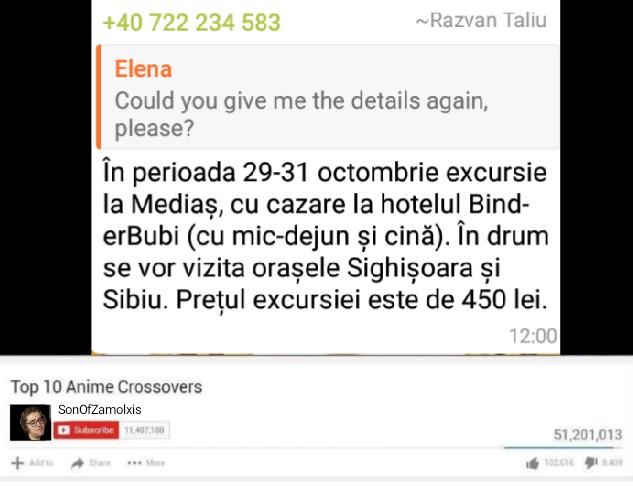 +40 722 234 583
~Razvan Taliu
Elena
Could you give me the details again,
please?
În perioada 29-31 octombrie excursie
la Mediaș, cu cazare la hotelul Bind-
erBubi (cu mic-dejun și cină). În drum
se vor vizita orașele Sighișoara și
Sibiu. Prețul excursiei este de 450 lei.
12:00
Top 10 Anime Crossovers
SonOfZamolxis
Subscribe 11,407,180
51,201,013
Add to Share More
102,616 8,409